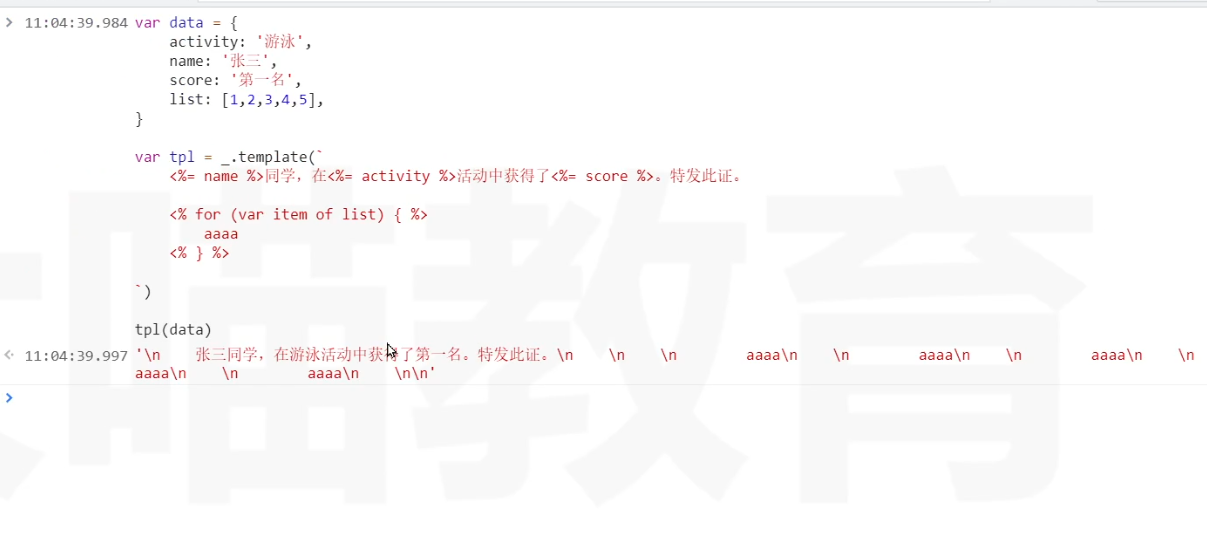 11:04:39.984 var data = {
    activity: '游泳',
    name: '张三',
    score: '第一名',
    list: [1,2,3,4,5],
}
var tpl = _.template(`
    <%= name %>同学，在<%= activity %>活动中获得了<%= score %>。特发此证。
    <% for (var item of list) { %>
        aaaa
    <% } %>
`)
tpl(data)
11:04:39.997 '\n    张三同学，在游泳活动中获得了第一名。特发此证。\n    \n    \n        aaaa\n    \n        aaaa\n    \n        aaaa\n    \n
aaaa\n    \n        aaaa\n    \n\n'
喵教育